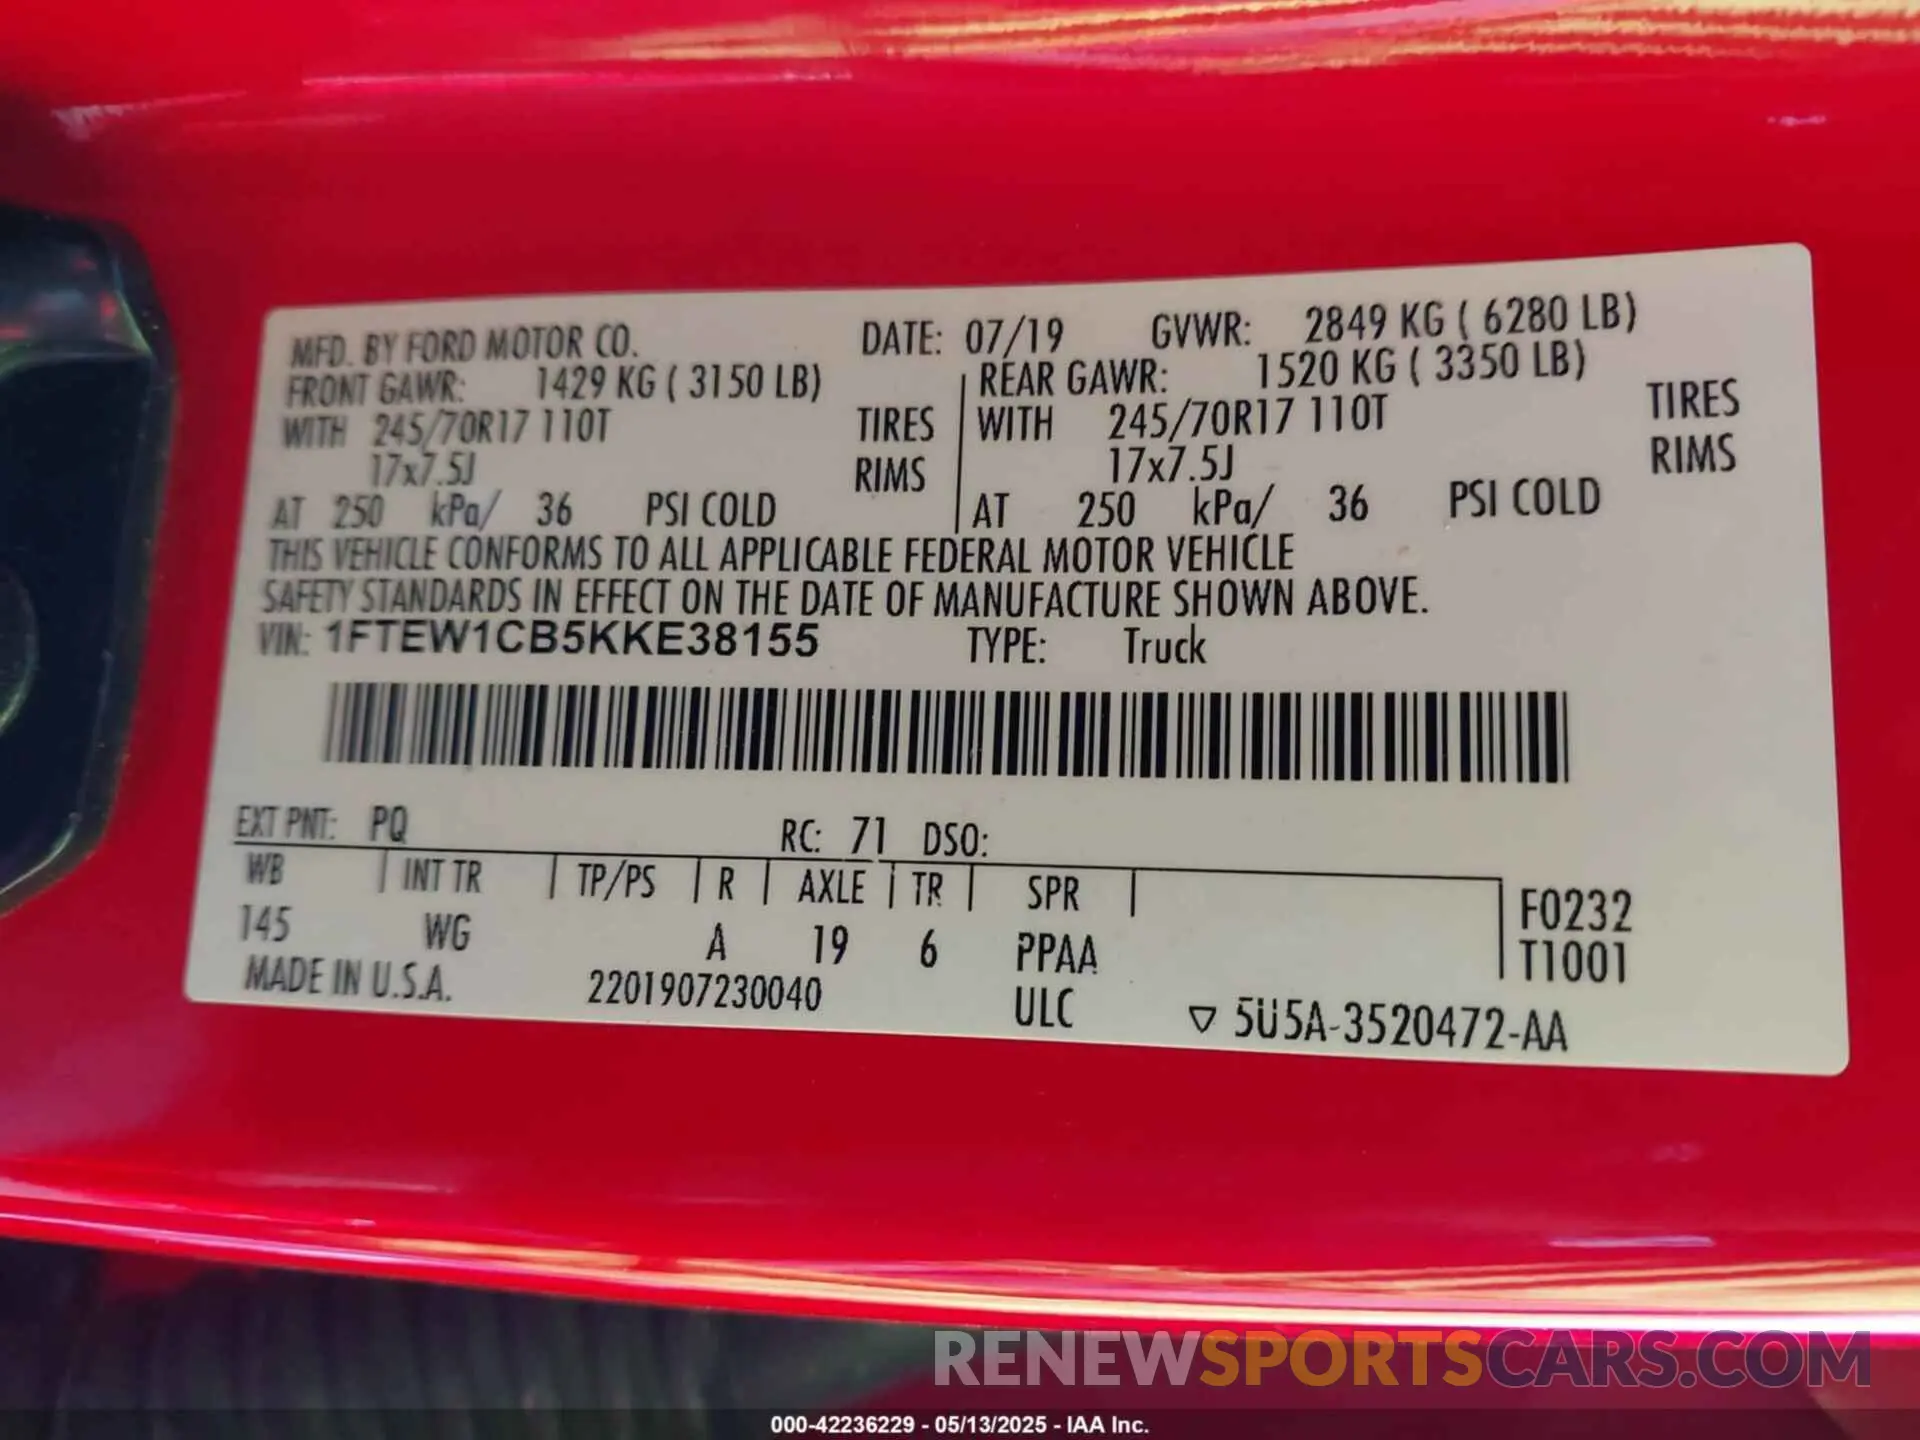 MFD. BY FORD MOTOR CO. DATE: 07/19 GVWR: 2849 KG ( 6280 LB)
FRONT GAWR: 1429 KG ( 3150 LB) REAR GAWR: 1520 KG ( 3350 LB)
WITH 245/70R17 110T TIRES WITH 245/70R17 110T TIRES
17x7.5J RIMS 17x7.5J RIMS
AT 250 kPa/ 36 PSI COLD AT 250 kPa/ 36 PSI COLD
THIS VEHICLE CONFORMS TO ALL APPLICABLE FEDERAL MOTOR VEHICLE
SAFETY STANDARDS IN EFFECT ON THE DATE OF MANUFACTURE SHOWN ABOVE.
VIN: 1FTEW1CB5KKE38155 TYPE: Truck
EXT PNT: PQ RC: 71 DSO:
WB INT TR TP/PS R AXLE TR SPR F0232
145 WG A 19 6 PPAA T1001
MADE IN U.S.A. 2201907230040 ULC ▽ 5U5A-3520472-AA
RENEWSPORTSCARS.COM
000-42236229 - 05/13/2025 - IAA Inc.